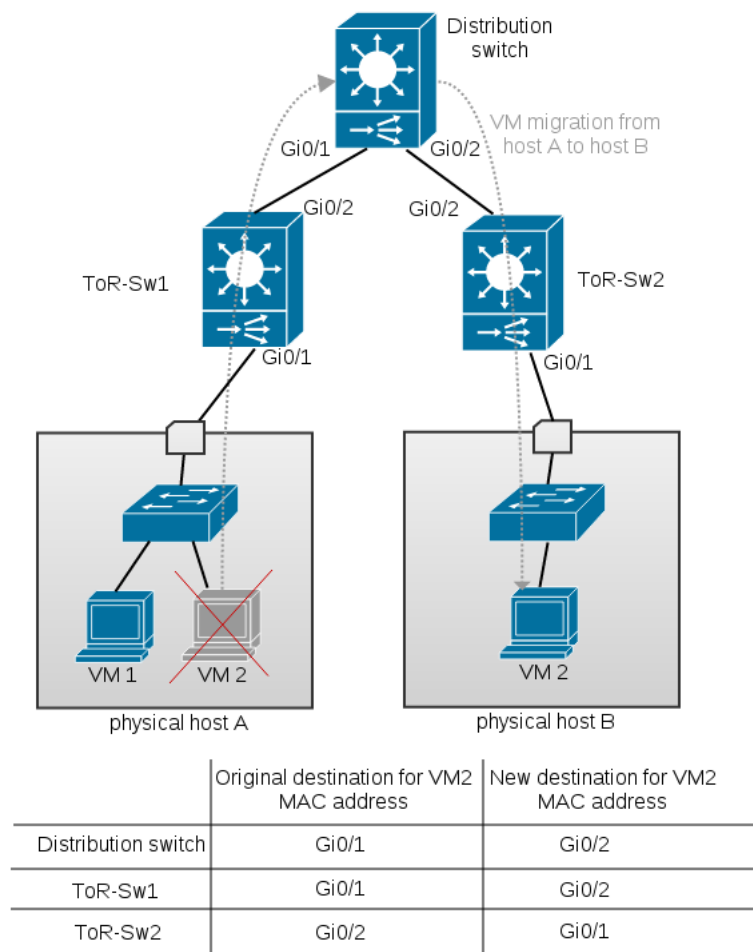 Distribution
switch
VM migration from
host A to host B
Gi0/1
Gi0/2
Gi0/2
Gi0/2
ToR-Sw1
ToR-Sw2
Gi0/1
Gi0/1
VM 1
VM 2
VM 2
physical host A
physical host B
Original destination for VM2
MAC address
New destination for VM2
MAC address
Distribution switch
Gi0/1
Gi0/2
ToR-Sw1
Gi0/1
Gi0/2
ToR-Sw2
Gi0/2
Gi0/1